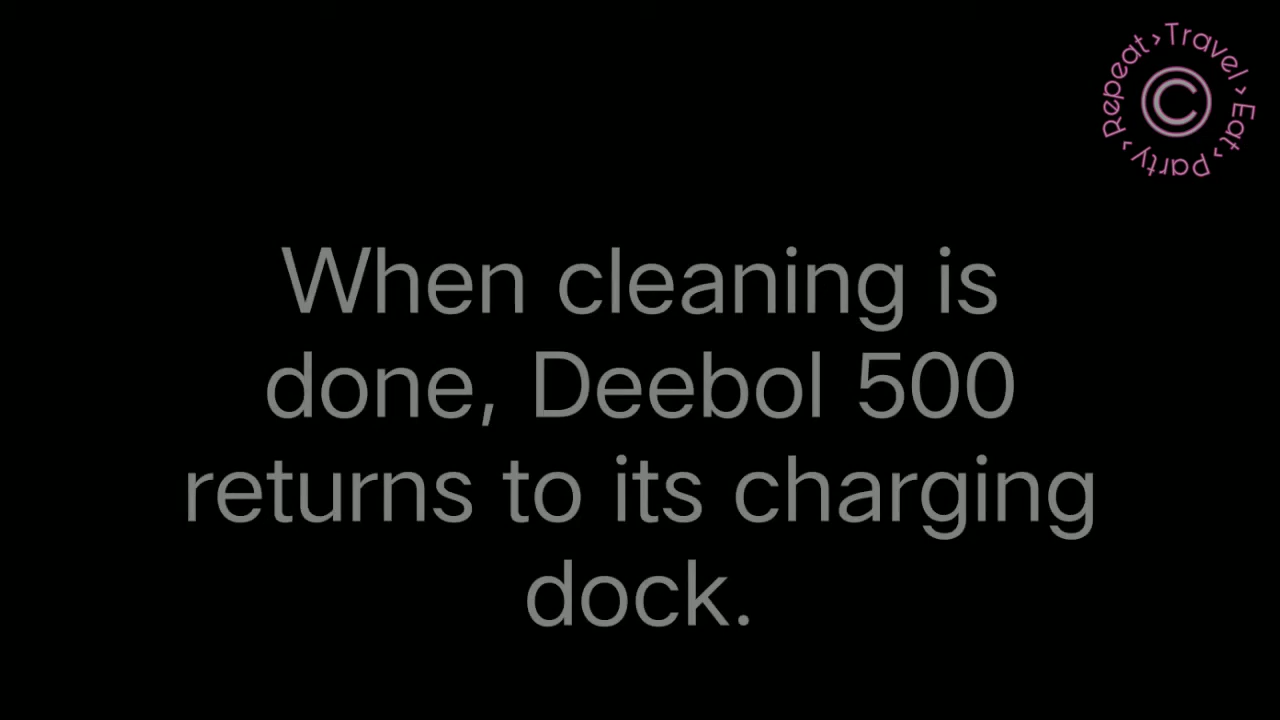 Travel > Eat > Party > Repeat >
©
When cleaning is
done, Deebol 500
returns to its charging
dock.